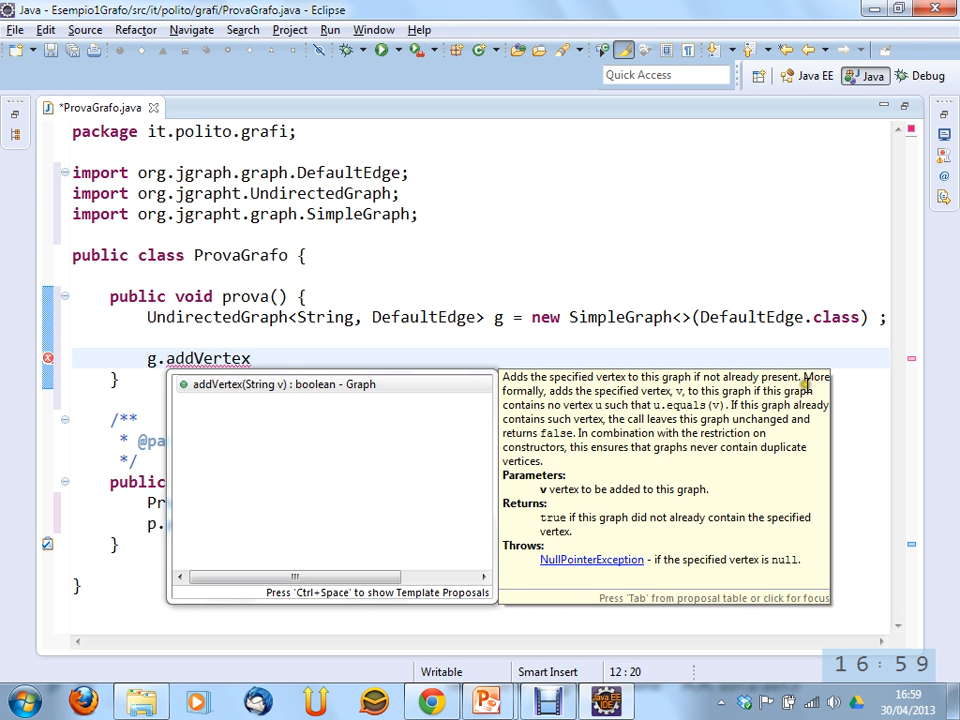 Java - Esempio1Grafo/src/it/polito/grafi/ProvaGrafo.java - Eclipse
File Edit Source Refactor Navigate Search Project Run Window Help
Quick Access
Java EE Java Debug
*ProvaGrafo.java
package it.polito.grafi;
import org.jgraph.graph.DefaultEdge;
import org.jgrapht.UndirectedGraph;
import org.jgrapht.graph.SimpleGraph;
public class ProvaGrafo {
public void prova() {
UndirectedGraph<String, DefaultEdge> g = new SimpleGraph<>(DefaultEdge.class) ;
g.addVertex
}
addVertex(String v) : boolean - Graph
Press 'Ctrl+Space' to show Template Proposals
Adds the specified vertex to this graph if not already present. More
formally, adds the specified vertex, v, to this graph if this graph
contains no vertex u such that u.equals(v). If this graph already
contains such vertex, the call leaves this graph unchanged and
returns false. In combination with the restriction on
constructors, this ensures that graphs never contain duplicate
vertices.
Parameters:
v vertex to be added to this graph.
Returns:
true if this graph did not already contain the specified
vertex.
Throws:
NullPointerException - if the specified vertex is null.
Press 'Tab' from proposal table or click for focus
/**
* @pa
*/
public
Pr
p.
}
}
Writable Smart Insert 12 : 20
16:59
16:59
30/04/2013